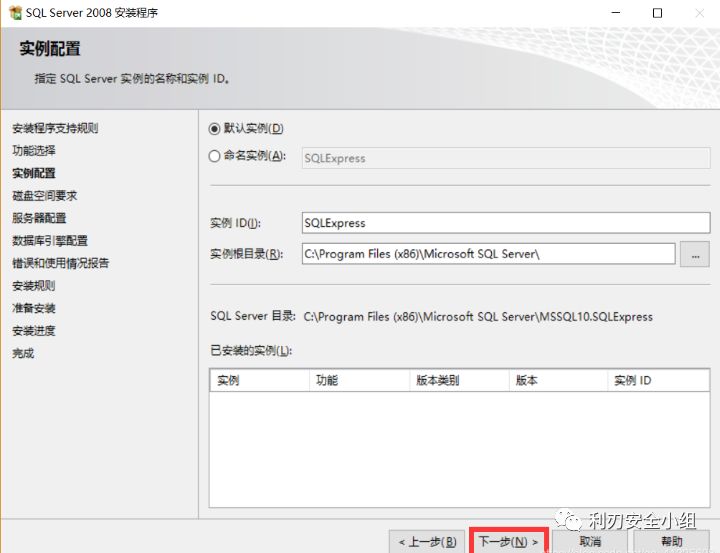 SQL Server 2008 安装程序
实例配置
指定 SQL Server 实例的名称和实例 ID。
安装程序支持规则
功能选择
实例配置
磁盘空间要求
服务器配置
数据库引擎配置
错误和使用情况报告
安装规则
准备安装
安装进度
完成
默认实例(D)
命名实例(A): SQLExpress
实例 ID(I): SQLExpress
实例根目录(R): C:\Program Files (x86)\Microsoft SQL Server\ ...
SQL Server 目录: C:\Program Files (x86)\Microsoft SQL Server\MSSQL10.SQLExpress
已安装的实例(L):
实例 功能 版本类别 版本 实例 ID
利刃安全小组
< 上一步(B) 下一步(N) > 取消 帮助